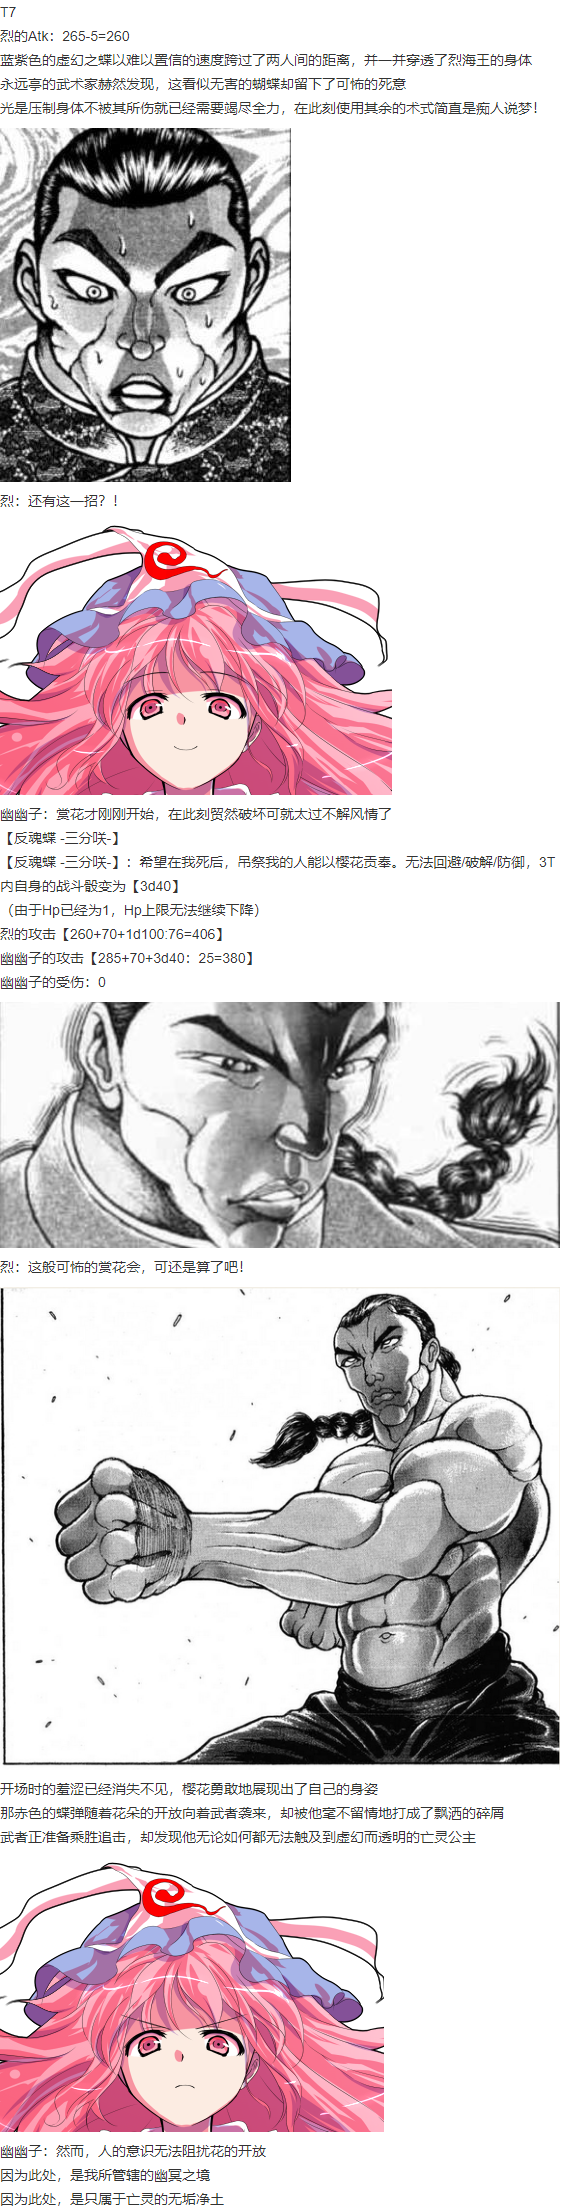 T7
烈的Atk：265-5=260
蓝紫色的虚幻之蝶以难以置信的速度跨过了两人间的距离，并一并穿透了烈海王的身体
永远亭的武术家赫然发现，这看似无害的蝴蝶却留下了可怖的死意
光是压制身体不被其所伤就已经需要竭尽全力，在此刻使用其余的术式简直是痴人说梦！
烈：还有这一招？！
幽幽子：赏花才刚刚开始，在此刻贸然破坏可就太过不解风情了
【反魂蝶 -三分咲-】
【反魂蝶 -三分咲-】：希望在我死后，吊祭我的人能以樱花贡奉。无法回避/破解/防御，3T
内自身的战斗骰变为【3d40】
（由于Hp已经为1，Hp上限无法继续下降）
烈的攻击【260+70+1d100:76=406】
幽幽子的攻击【285+70+3d40：25=380】
幽幽子的受伤：0
烈：这般可怖的赏花会，可还是算了吧！
开场时的羞涩已经消失不见，樱花勇敢地展现出了自己的身姿
那赤色的蝶弹随着花朵的开放向着武者袭来，却被他毫不留情地打成了飘洒的碎屑
武者正准备乘胜追击，却发现他无论如何都无法触及到虚幻而透明的亡灵公主
幽幽子：然而，人的意识无法阻扰花的开放
因为此处，是我所管辖的幽冥之境
因为此处，是只属于亡灵的无垢净土